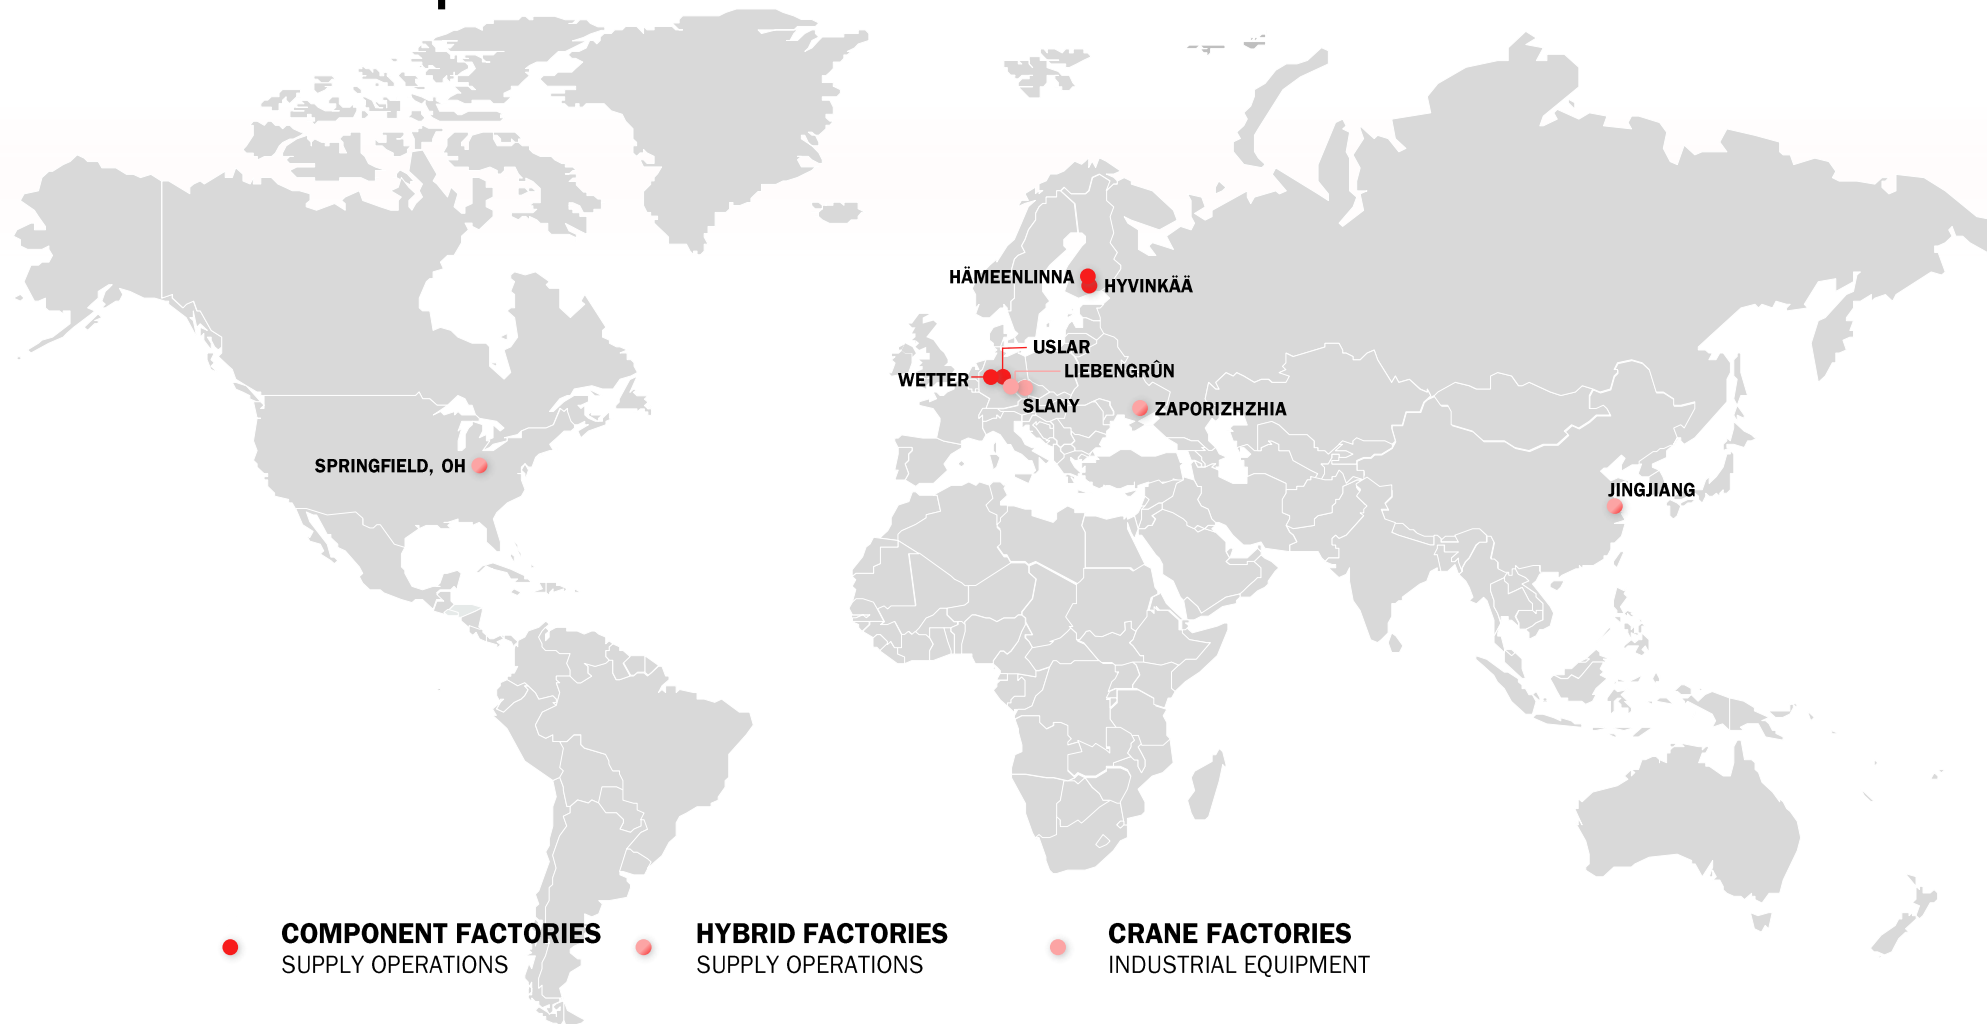 HÄMEENLINNA
HYVINKÄÄ
USLAR
LIEBENGRÛN
WETTER
SLANY
ZAPORIZHZHIA
SPRINGFIELD, OH
JINGJIANG
COMPONENT FACTORIES
SUPPLY OPERATIONS
HYBRID FACTORIES
SUPPLY OPERATIONS
CRANE FACTORIES
INDUSTRIAL EQUIPMENT